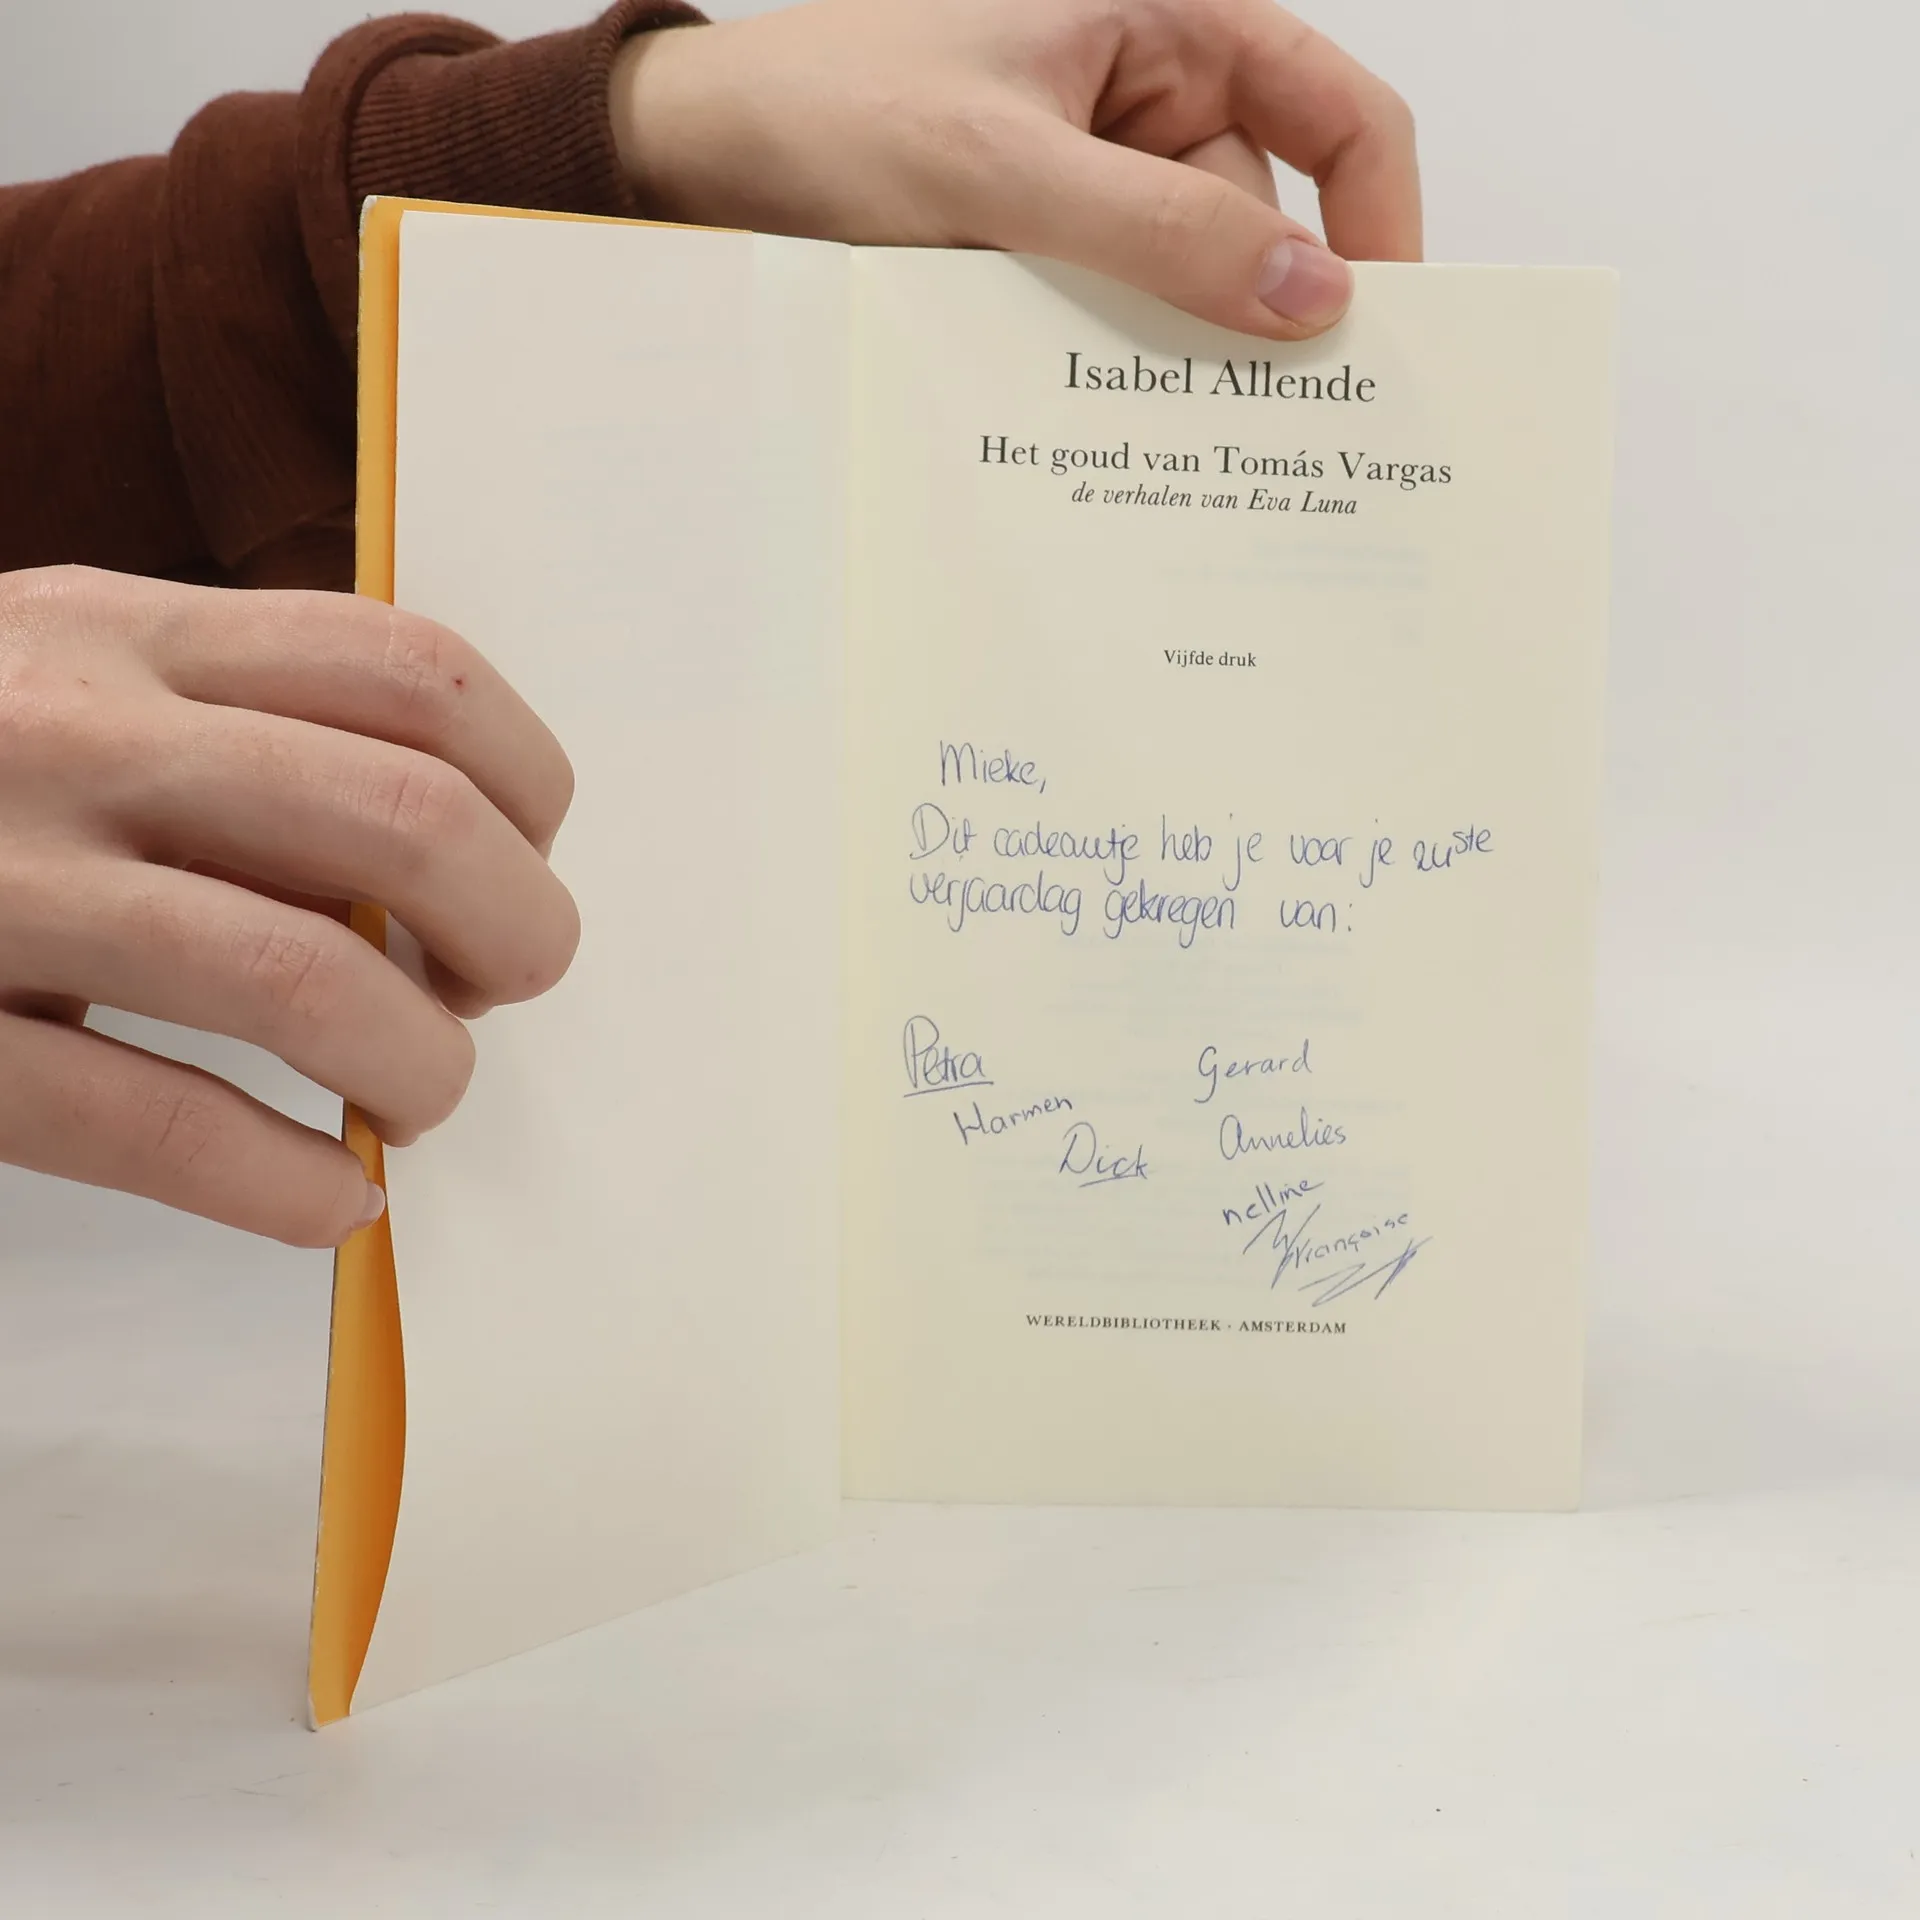 Isabel Allende
Het goud van Tomás Vargas
de verhalen van Eva Luna
Vijfde druk
Mieke,
Dit cadeautje heb je voor je
verjaardag gekregen van:
Petra
Gerard
Harmen
Annelies
Dick
nelline
Françoise
WERELDBIBLIOTHEEK · AMSTERDAM